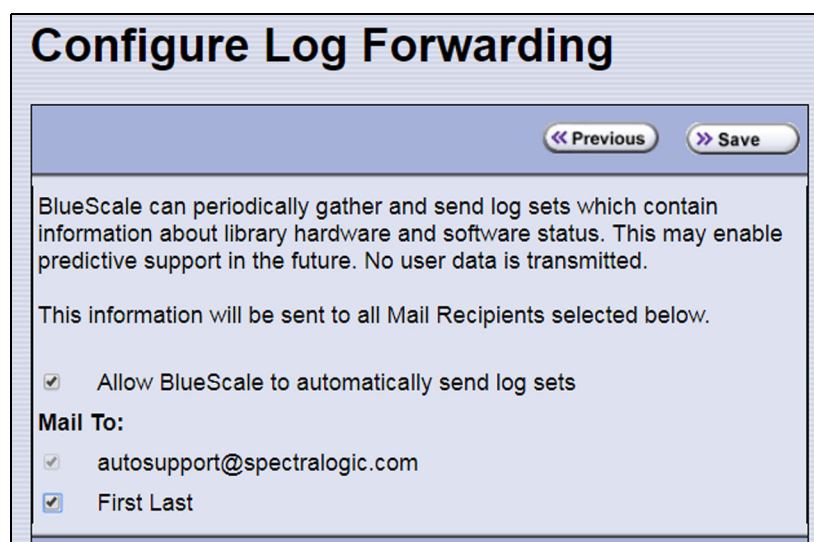 Configure Log Forwarding
Previous
Save
BlueScale can periodically gather and send log sets which contain
information about library hardware and software status. This may enable
predictive support in the future. No user data is transmitted.
This information will be sent to all Mail Recipients selected below.
Allow BlueScale to automatically send log sets
Mail To:
autosupport@spectralogic.com
First Last